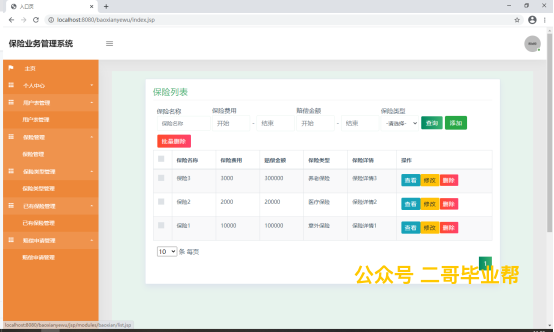 入口页
localhost:8080/baoxianyewu/index.jsp
保险业务管理系统
主页
个人中心
用户表管理
用户表管理
保险管理
保险管理
保险类型管理
保险类型管理
已购保险管理
已购保险管理
赔偿申请管理
赔偿申请管理
保险列表
保险名称 保险费用 赔偿金额 保险类型
保险名称 开始 - 结束 开始 - 结束 -请选择- 查询 添加
批量删除
保险名称 保险费用 赔偿金额 保险类型 保险详情 操作
保险3 3000 300000 养老保险 保险详情3 查看 修改 删除
保险2 2000 20000 医疗保险 保险详情2 查看 修改 删除
保险1 10000 100000 意外保险 保险详情1 查看 修改 删除
10 条 每页
1
公众号 二哥毕业帮
localhost:8080/baoxianyewu/jsp/modules/baoxian/list.jsp